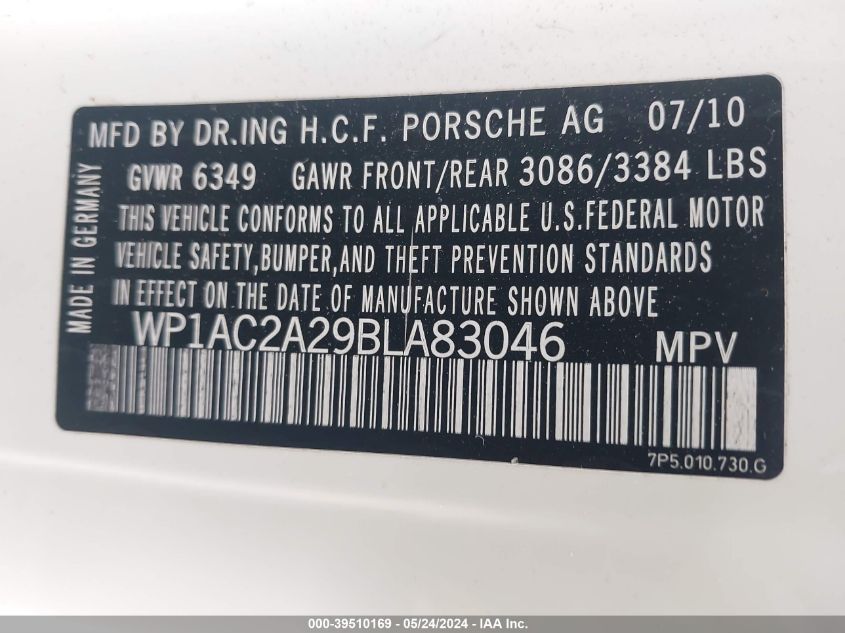 MFD BY DR.ING H.C.F. PORSCHE AG 07/10
GVWR 6349 GAWR FRONT/REAR 3086/3384 LBS
THIS VEHICLE CONFORMS TO ALL APPLICABLE U.S.FEDERAL MOTOR
VEHICLE SAFETY,BUMPER,AND THEFT PREVENTION STANDARDS
IN EFFECT ON THE DATE OF MANUFACTURE SHOWN ABOVE
WP1AC2A29BLA83046 MPV
7P5.010.730.G
MADE IN GERMANY
000-39510169 - 05/24/2024 - IAA Inc.